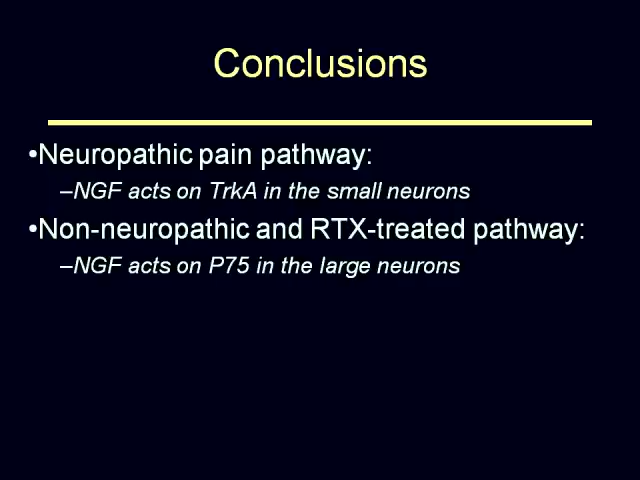 Conclusions
•Neuropathic pain pathway:
–NGF acts on TrkA in the small neurons
•Non-neuropathic and RTX-treated pathway:
–NGF acts on P75 in the large neurons